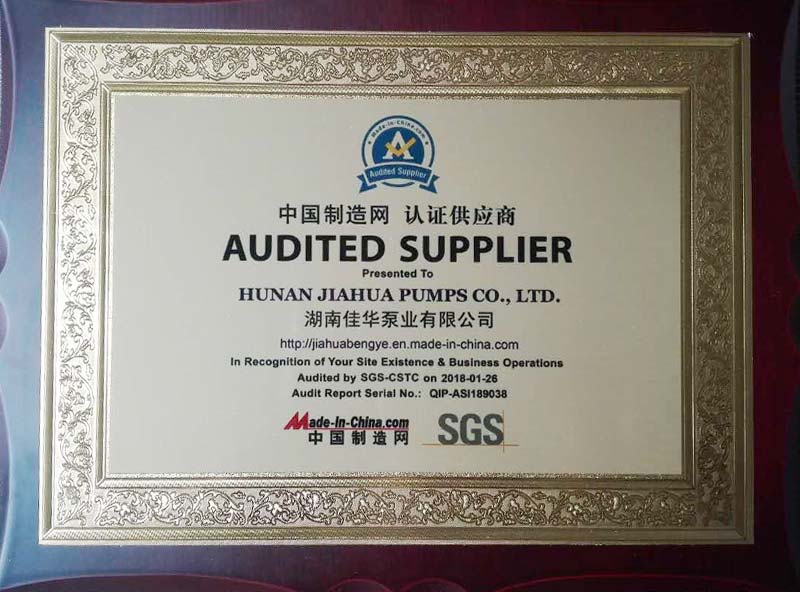 Made-in-China.com
Audited Supplier
中国制造网 认证供应商
AUDITED SUPPLIER
Presented To
HUNAN JIAHUA PUMPS CO., LTD.
湖南佳华泵业有限公司
http://jiahuabengye.en.made-in-china.com
In Recognition of Your Site Existence & Business Operations
Audited by SGS-CSTC on 2018-01-26
Audit Report Serial No.: QIP-ASI189038
Made-in-China.com
中国制造网
SGS